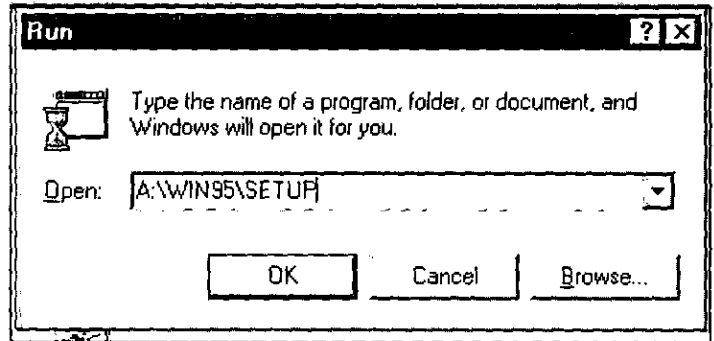 Run
Type the name of a program, folder, or document, and
Windows will open it for you.
Open: A:\WIN95\SETUP
OK Cancel Browse...